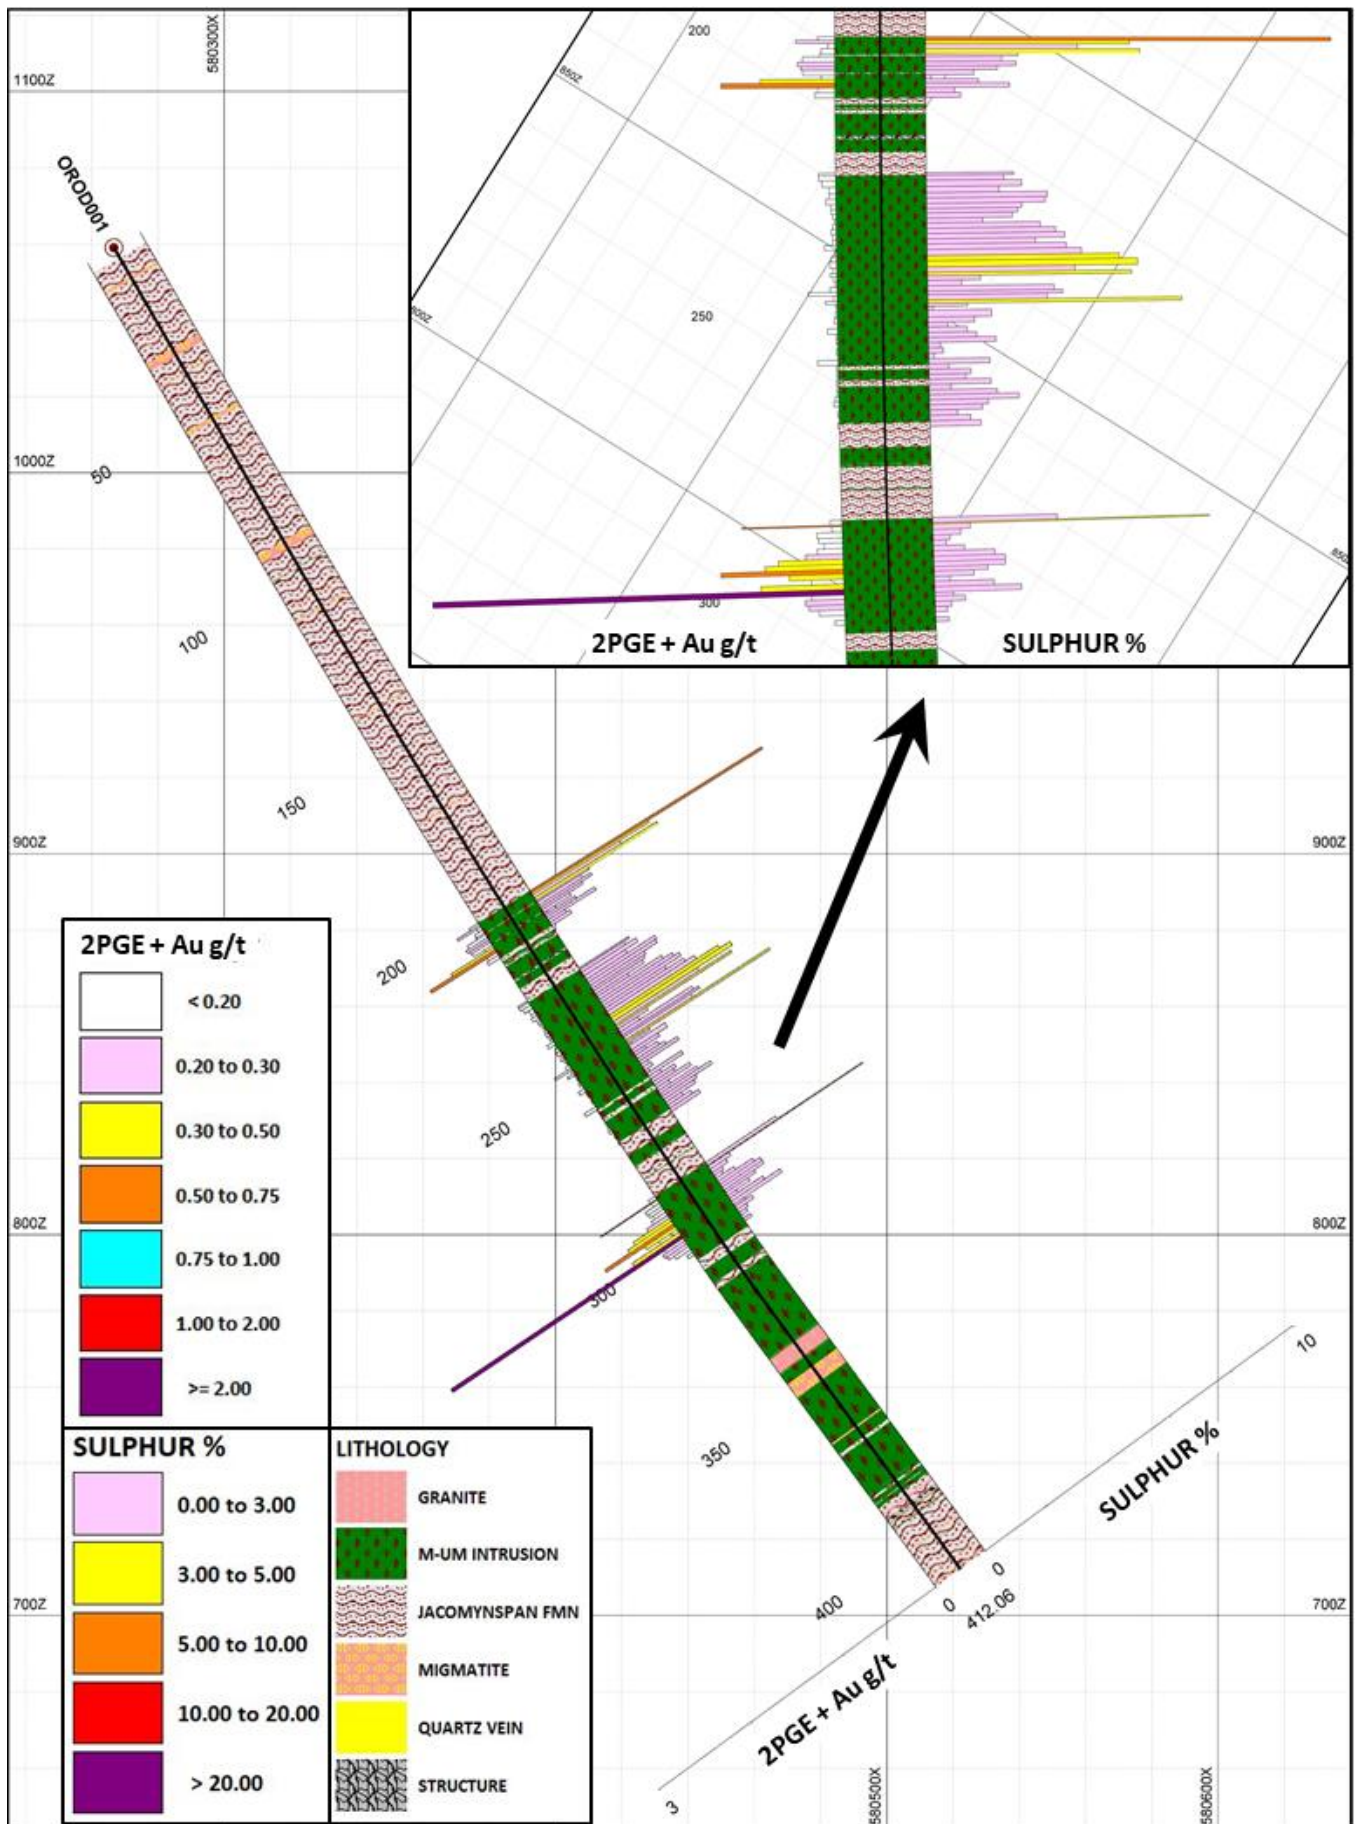 580300X
1100Z
OROD001
1000Z
50
100
150
900Z
900Z
200
850Z
800Z
250
850
300
2PGE + Au g/t
SULPHUR %
200
250
300
350
400
800Z
800Z
700Z
700Z
2PGE + Au g/t
< 0.20
0.20 to 0.30
0.30 to 0.50
0.50 to 0.75
0.75 to 1.00
1.00 to 2.00
>= 2.00
SULPHUR %
0.00 to 3.00
3.00 to 5.00
5.00 to 10.00
10.00 to 20.00
> 20.00
LITHOLOGY
GRANITE
M-UM INTRUSION
JACOMYNSPAN FMN
MIGMATITE
QUARTZ VEIN
STRUCTURE
10
SULPHUR %
0
0
412.06
2PGE + Au g/t
3
580500X
580600X